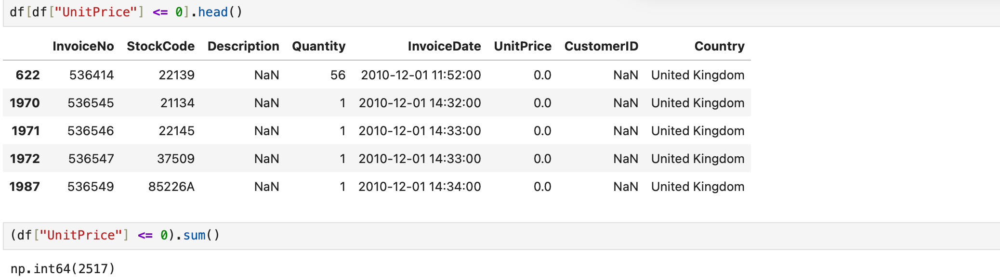 df[df["UnitPrice"] <= 0].head()
InvoiceNo StockCode Description Quantity InvoiceDate UnitPrice CustomerID Country
622 536414 22139 NaN 56 2010-12-01 11:52:00 0.0 NaN United Kingdom
1970 536545 21134 NaN 1 2010-12-01 14:32:00 0.0 NaN United Kingdom
1971 536546 22145 NaN 1 2010-12-01 14:33:00 0.0 NaN United Kingdom
1972 536547 37509 NaN 1 2010-12-01 14:33:00 0.0 NaN United Kingdom
1987 536549 85226A NaN 1 2010-12-01 14:34:00 0.0 NaN United Kingdom
(df["UnitPrice"] <= 0).sum()
np.int64(2517)